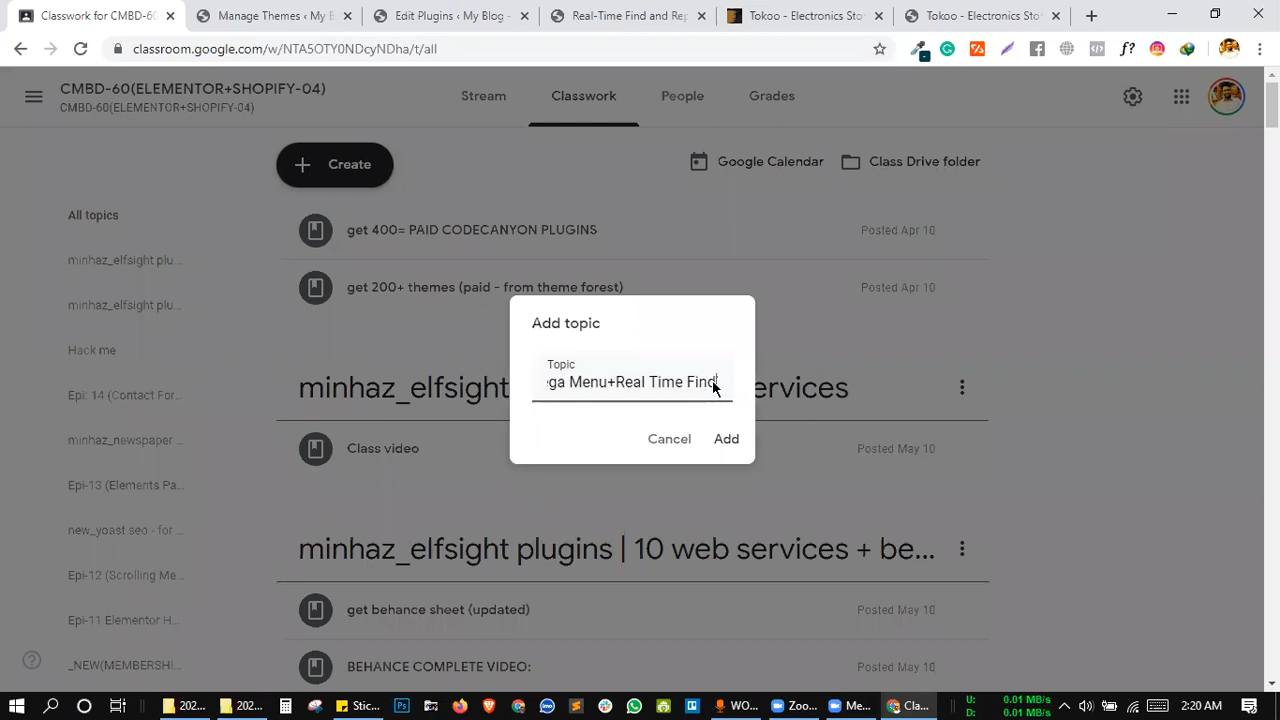 Classwork for CMBD-60
Manage Themes - My B
Edit Plugins - My Blog -
Real-Time Find and Rep
Tokoo - Electronics Sto
Tokoo - Electronics Sto
classroom.google.com/w/NTA5OTY0NDcyNDha/t/all
CMBD-60(ELEMENTOR+SHOPIFY-04)
CMBD-60(ELEMENTOR+SHOPIFY-04)
Stream
Classwork
People
Grades
Create
Google Calendar
Class Drive folder
All topics
minhaz_elfsight plu...
minhaz_elfsight plu...
Hack me
Epi: 14 (Contact For...
minhaz_newspaper ...
Epi-13 (Elements Pa...
new_yoast seo - for ...
Epi-12 (Scrolling Me...
Epi-11 Elementor H...
_NEW(MEMBERSHI...
get 400= PAID CODECANYON PLUGINS
Posted Apr 10
get 200+ themes (paid - from theme forest)
Posted Apr 10
minhaz_elfsight services
Class video
Posted May 10
minhaz_elfsight plugins | 10 web services + be...
get behance sheet (updated)
Posted May 10
BEHANCE COMPLETE VIDEO:
Posted May 10
Add topic
Topic
ga Menu+Real Time Find
Cancel
Add
202...
202...
Stic...
WO...
Zoo...
Me...
Cla...
U: 0.01 MB/s
D: 0.01 MB/s
2:20 AM